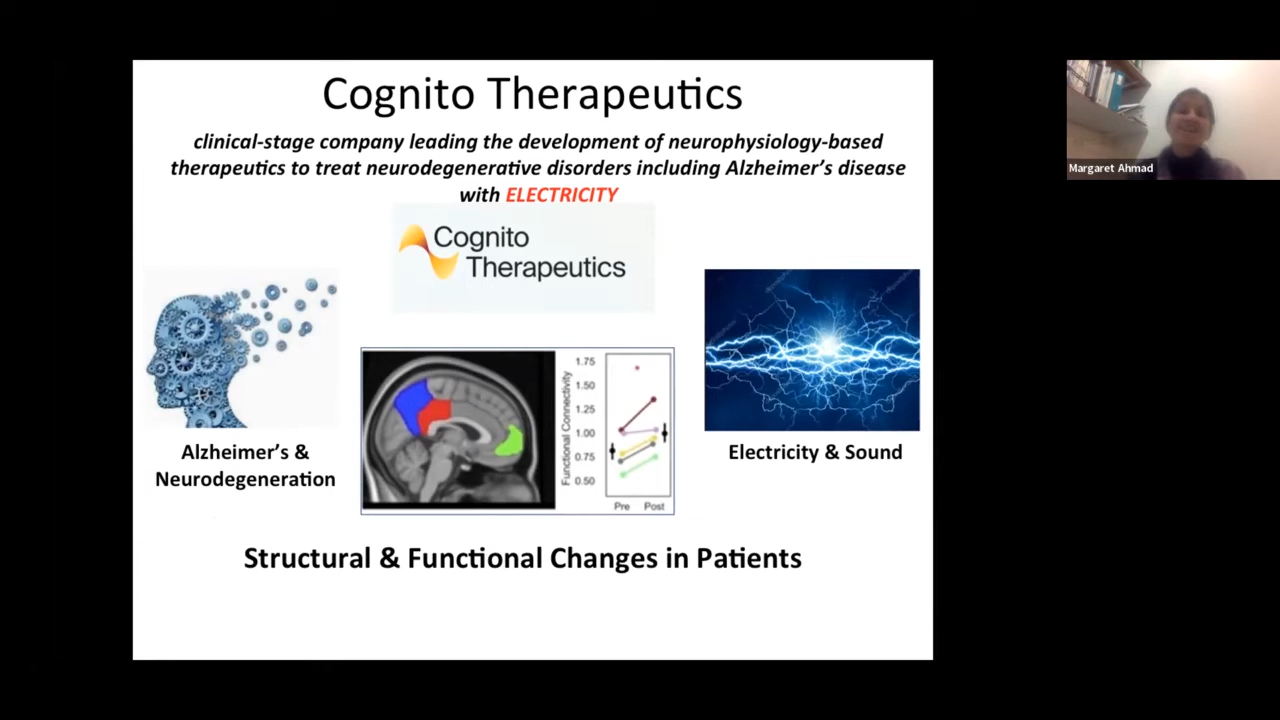 Cognito Therapeutics
clinical-stage company leading the development of neurophysiology-based
therapeutics to treat neurodegenerative disorders including Alzheimer's disease
with ELECTRICITY
Cognito
Therapeutics
Alzheimer's &
Neurodegeneration
Functional Connectivity
1.75
1.50
1.25
1.00
0.75
0.50
Pre Post
Electricity & Sound
Structural & Functional Changes in Patients
Margaret Ahmad